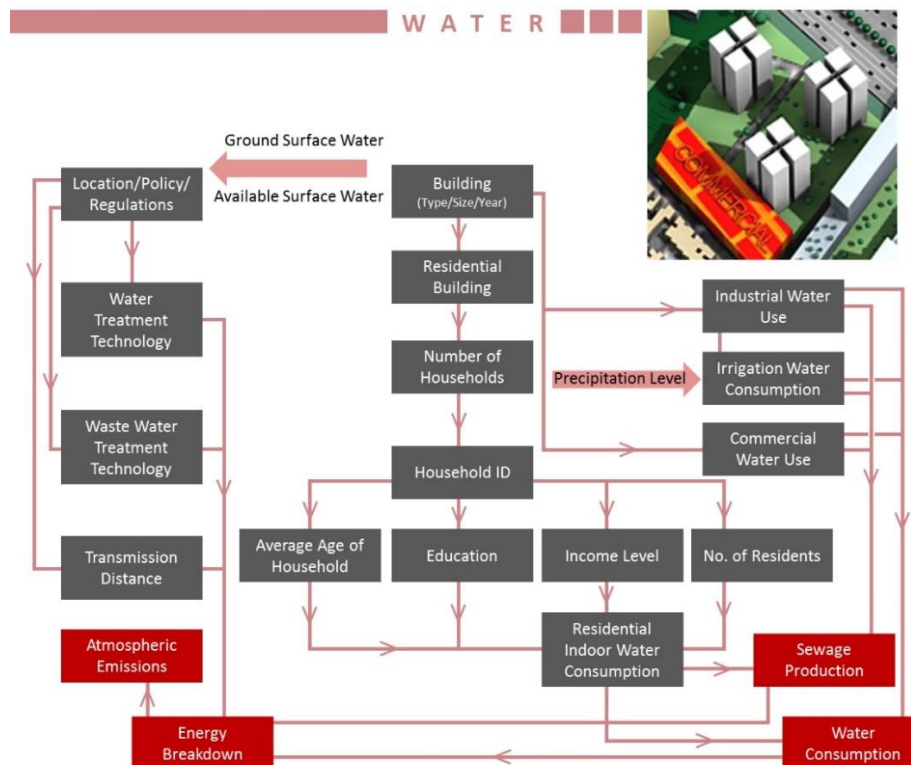 WATER
COMMERCIAL
Ground Surface Water
Available Surface Water
Location/Policy/
Regulations
Building
(Type/Size/Year)
Water
Treatment
Technology
Residential
Building
Industrial Water
Use
Number of
Households
Precipitation Level
Irrigation Water
Consumption
Waste Water
Treatment
Technology
Household ID
Commercial
Water Use
Transmission
Distance
Average Age of
Household
Education
Income Level
No. of Residents
Atmospheric
Emissions
Residential
Indoor Water
Consumption
Sewage
Production
Energy
Breakdown
Water
Consumption